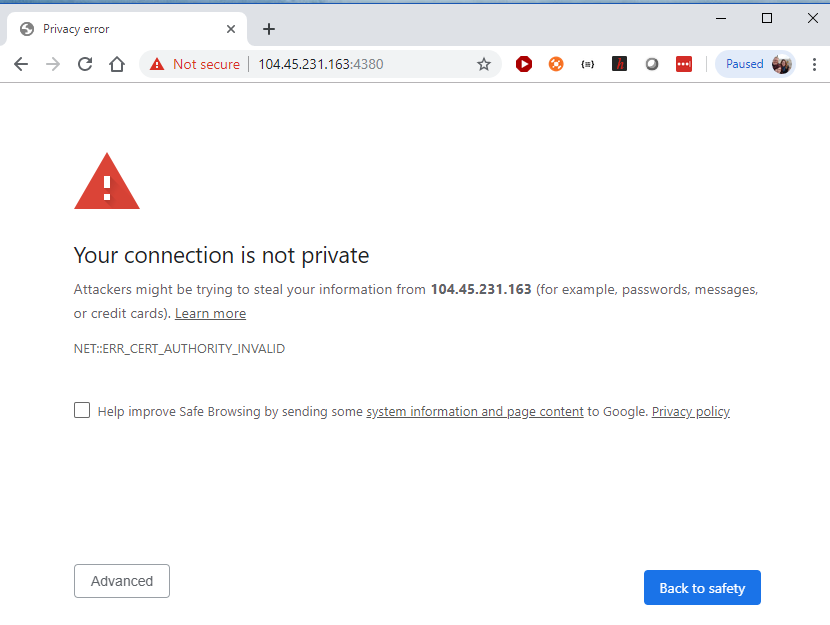 Privacy error
Not secure 104.45.231.163:4380
{=} h Paused
Your connection is not private
Attackers might be trying to steal your information from 104.45.231.163 (for example, passwords, messages,
or credit cards). Learn more
NET::ERR_CERT_AUTHORITY_INVALID
Help improve Safe Browsing by sending some system information and page content to Google. Privacy policy
Advanced
Back to safety